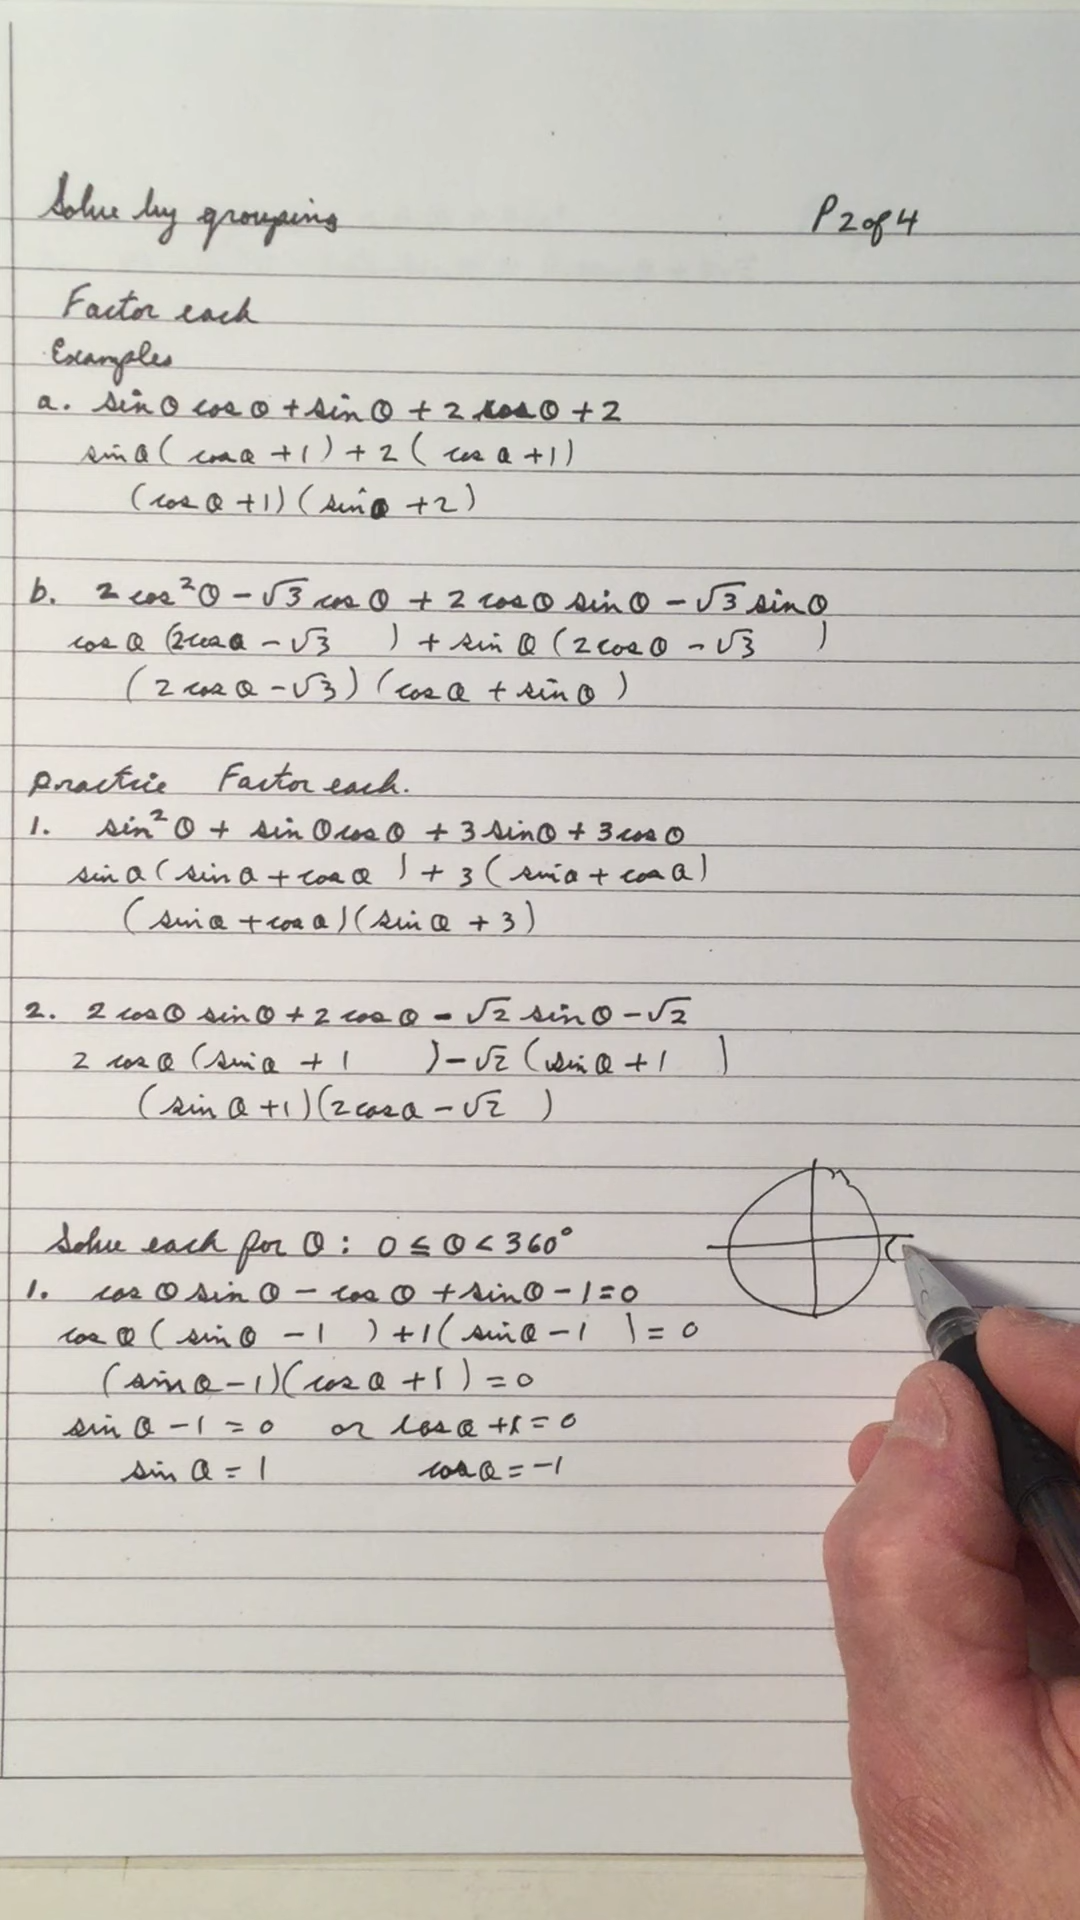 Solve by grouping P 2 of 4
Factor each
Examples
a. sin θ cos θ + sin θ + 2 cos θ + 2
sin θ ( cos θ + 1 ) + 2 ( cos θ + 1 )
( cos θ + 1 ) ( sin θ + 2 )
b. 2 cos² θ - √3 cos θ + 2 cos θ sin θ - √3 sin θ
cos θ ( 2 cos θ - √3 ) + sin θ ( 2 cos θ - √3 )
( 2 cos θ - √3 ) ( cos θ + sin θ )
Practice Factor each.
1. sin² θ + sin θ cos θ + 3 sin θ + 3 cos θ
sin θ ( sin θ + cos θ ) + 3 ( sin θ + cos θ )
( sin θ + cos θ ) ( sin θ + 3 )
2. 2 cos θ sin θ + 2 cos θ - √2 sin θ - √2
2 cos θ ( sin θ + 1 ) - √2 ( sin θ + 1 )
( sin θ + 1 ) ( 2 cos θ - √2 )
Solve each for θ : 0 ≤ θ < 360°
1. cos θ sin θ - cos θ + sin θ - 1 = 0
cos θ ( sin θ - 1 ) + 1 ( sin θ - 1 ) = 0
( sin θ - 1 ) ( cos θ + 1 ) = 0
sin θ - 1 = 0 or cos θ + 1 = 0
sin θ = 1 cos θ = -1